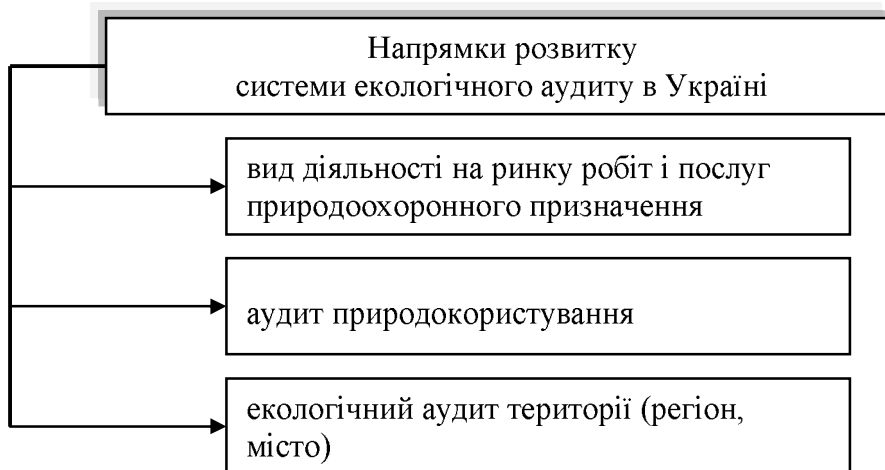 Напрямки розвитку
системи екологічного аудиту в Україні
вид діяльності на ринку робіт і послуг
природоохоронного призначення
аудит природокористування
екологічний аудит території (регіон,
місто)